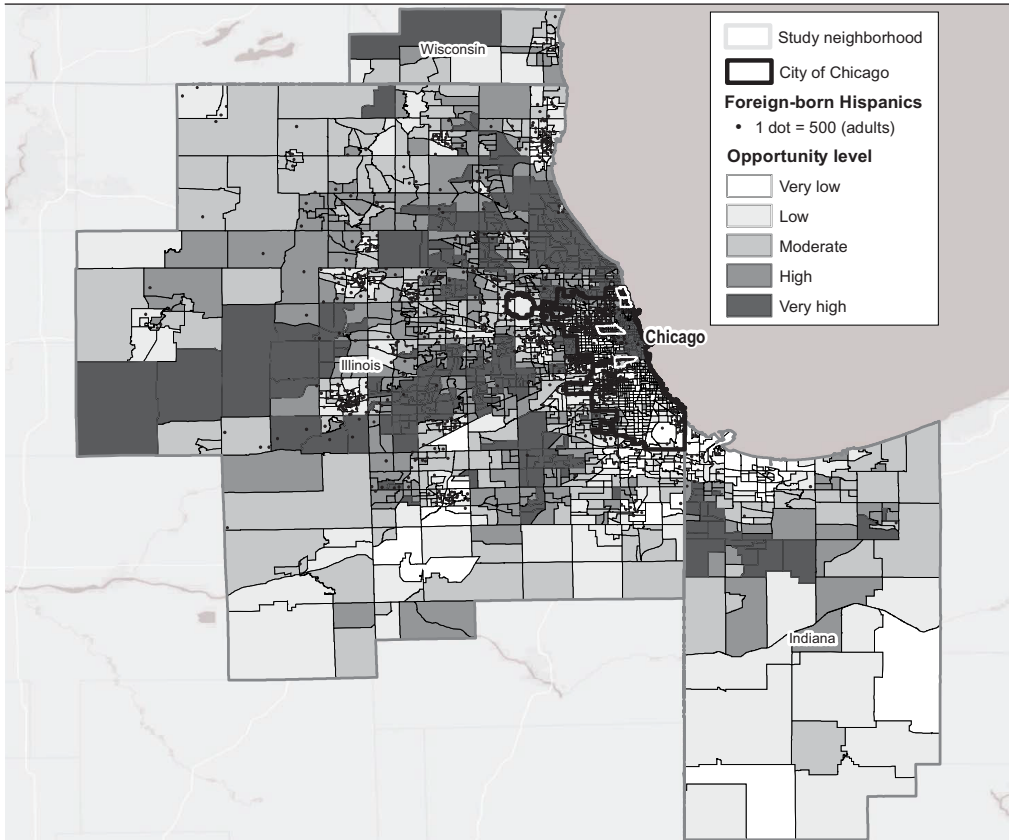 Study neighborhood
City of Chicago
Foreign-born Hispanics
1 dot = 500 (adults)
Opportunity level
Very low
Low
Moderate
High
Very high
Wisconsin
Chicago
Illinois
Indiana